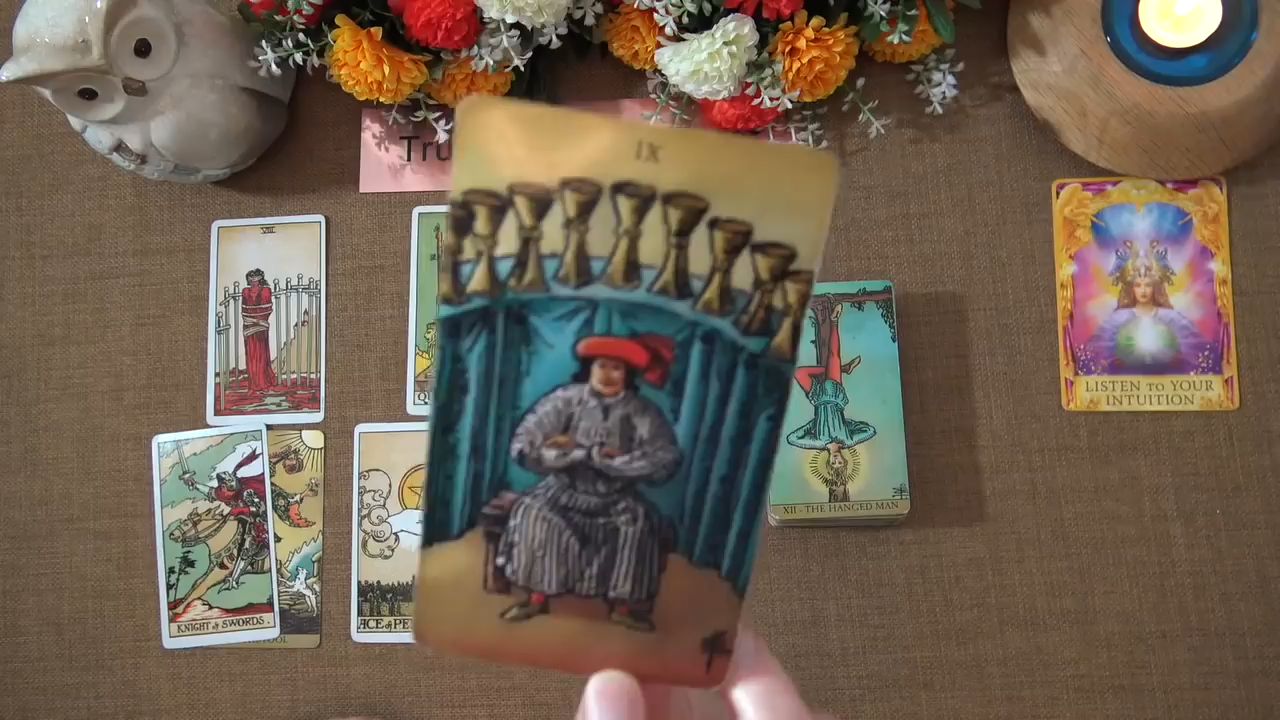 Tru
IX
VIII
LISTEN TO YOUR
INTUITION
XII - THE HANGED MAN
KNIGHT of SWORDS.
ACE of PE